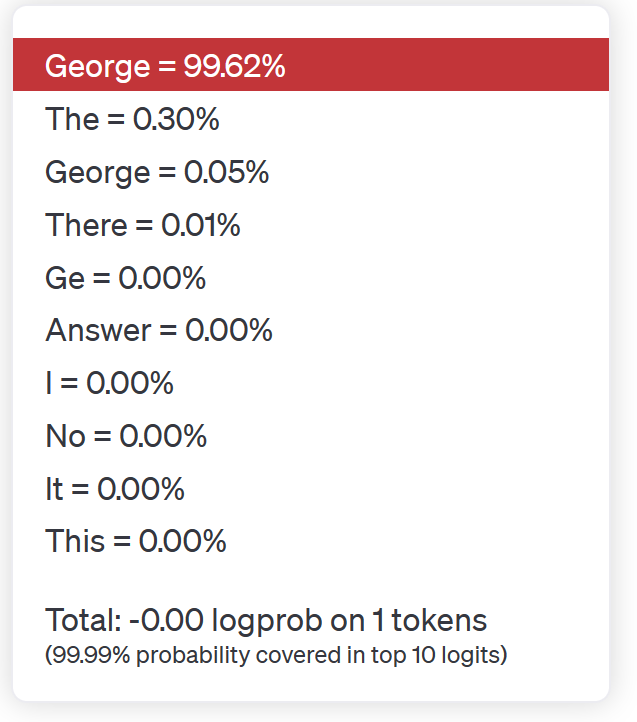 George = 99.62%
The = 0.30%
George = 0.05%
There = 0.01%
Ge = 0.00%
Answer = 0.00%
I = 0.00%
No = 0.00%
It = 0.00%
This = 0.00%
Total: -0.00 logprob on 1 tokens
(99.99% probability covered in top 10 logits)